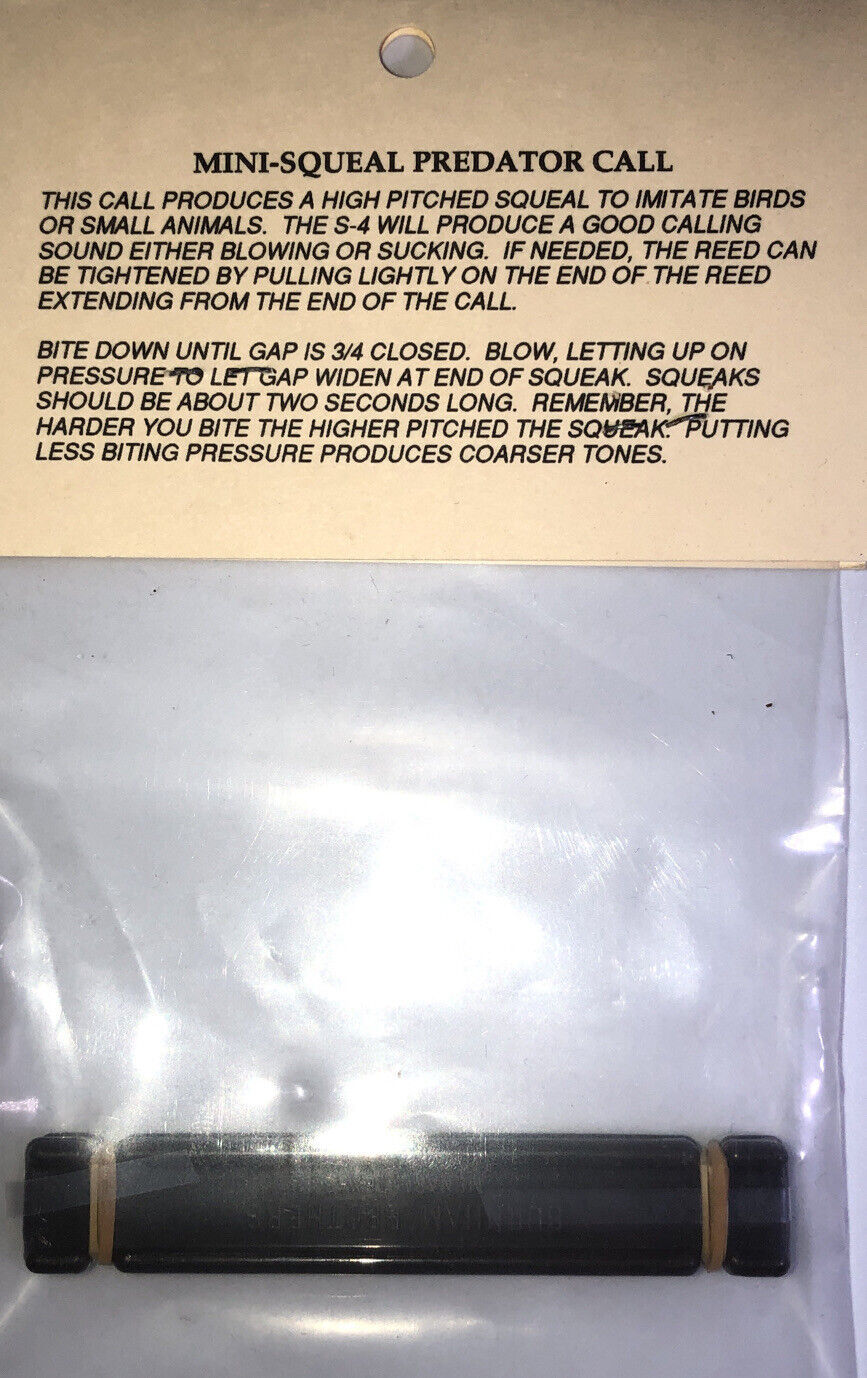 MINI-SQUEAL PREDATOR CALL
THIS CALL PRODUCES A HIGH PITCHED SQUEAL TO IMITATE BIRDS
OR SMALL ANIMALS. THE S-4 WILL PRODUCE A GOOD CALLING
SOUND EITHER BLOWING OR SUCKING. IF NEEDED, THE REED CAN
BE TIGHTENED BY PULLING LIGHTLY ON THE END OF THE REED
EXTENDING FROM THE END OF THE CALL.
BITE DOWN UNTIL GAP IS 3/4 CLOSED. BLOW, LETTING UP ON
PRESSURE TO LET GAP WIDEN AT END OF SQUEAK. SQUEAKS
SHOULD BE ABOUT TWO SECONDS LONG. REMEMBER, THE
HARDER YOU BITE THE HIGHER PITCHED THE SQUEAK. PUTTING
LESS BITING PRESSURE PRODUCES COARSER TONES.